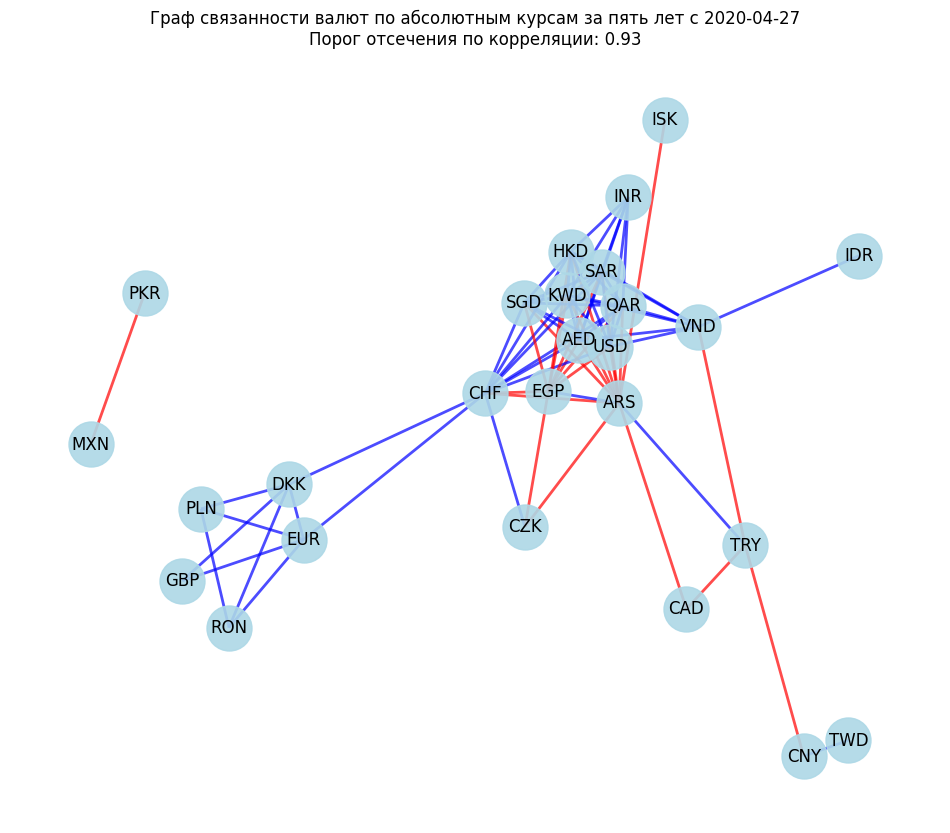 Граф связанности валют по абсолютным курсам за пять лет с 2020-04-27
Порог отсечения по корреляции: 0.93
ISK
INR
HKD
IDR
SAR
PKR
KWD
SGD
QAR
VND
AED
USD
EGP
CHF
ARS
MXN
DKK
PLN
CZK
EUR
TRY
GBP
CAD
RON
TWD
CNY